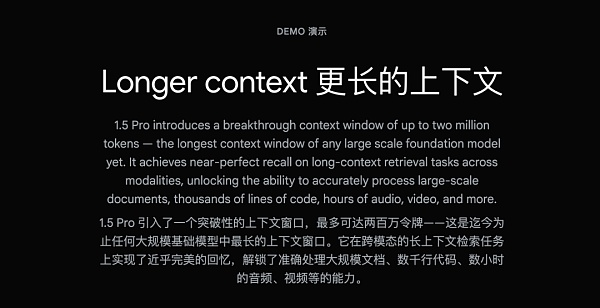 DEMO 演示
Longer context 更长的上下文
1.5 Pro introduces a breakthrough context window of up to two million
tokens — the longest context window of any large scale foundation model
yet. It achieves near-perfect recall on long-context retrieval tasks across
modalities, unlocking the ability to accurately process large-scale
documents, thousands of lines of code, hours of audio, video, and more.
1.5 Pro 引入了一个突破性的上下文窗口，最多可达两百万令牌——这是迄今为
止任何大规模基础模型中最长的上下文窗口。它在跨模态的长上下文检索任务
上实现了近乎完美的回忆，解锁了准确处理大规模文档、数千行代码、数小时
的音频、视频等的能力。